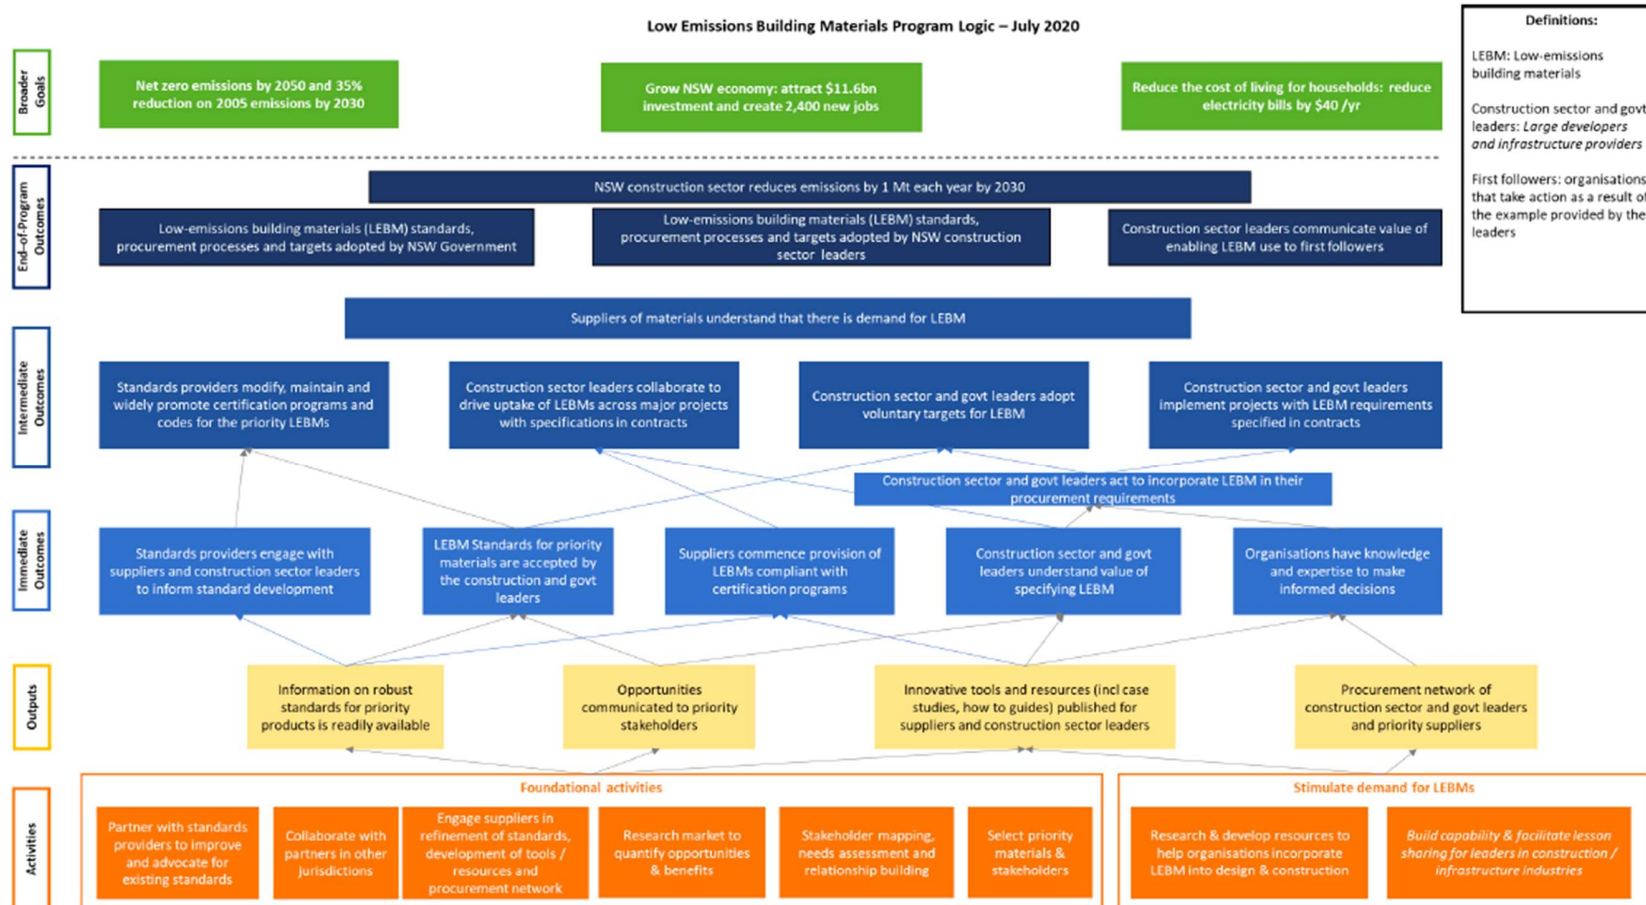 Low Emissions Building Materials Program Logic – July 2020
Definitions:
LEBM: Low-emissions
building materials
Construction sector and govt
leaders: Large developers
and infrastructure providers
First followers: organisations
that take action as a result of
the example provided by the
leaders
Broader
Goals
Net zero emissions by 2050 and 35%
reduction on 2005 emissions by 2030
Grow NSW economy: attract $11.6bn
investment and create 2,400 new jobs
Reduce the cost of living for households: reduce
electricity bills by $40 /yr
End-of-Program
Outcomes
NSW construction sector reduces emissions by 1 Mt each year by 2030
Low-emissions building materials (LEBM) standards,
procurement processes and targets adopted by NSW Government
Low-emissions building materials (LEBM) standards,
procurement processes and targets adopted by NSW construction
sector leaders
Construction sector leaders communicate value of
enabling LEBM use to first followers
Intermediate
Outcomes
Suppliers of materials understand that there is demand for LEBM
Standards providers modify, maintain and
widely promote certification programs and
codes for the priority LEBMs
Construction sector leaders collaborate to
drive uptake of LEBMs across major projects
with specifications in contracts
Construction sector and govt leaders adopt
voluntary targets for LEBM
Construction sector and govt leaders
implement projects with LEBM requirements
specified in contracts
Immediate
Outcomes
Construction sector and govt leaders act to incorporate LEBM in their
procurement requirements
Standards providers engage with
suppliers and construction sector leaders
to inform standard development
LEBM Standards for priority
materials are accepted by
the construction and govt
leaders
Suppliers commence provision of
LEBMs compliant with
certification programs
Construction sector and govt
leaders understand value of
specifying LEBM
Organisations have knowledge
and expertise to make
informed decisions
Outputs
Information on robust
standards for priority
products is readily available
Opportunities
communicated to priority
stakeholders
Innovative tools and resources (incl case
studies, how to guides) published for
suppliers and construction sector leaders
Procurement network of
construction sector and govt leaders
and priority suppliers
Activities
Foundational activities
Partner with standards
providers to improve
and advocate for
existing standards
Collaborate with
partners in other
jurisdictions
Engage suppliers in
refinement of standards,
development of tools /
resources and
procurement network
Research market to
quantify opportunities
& benefits
Stakeholder mapping,
needs assessment and
relationship building
Select priority
materials &
stakeholders
Stimulate demand for LEBMs
Research & develop resources to
help organisations incorporate
LEBM into design & construction
Build capability & facilitate lesson
sharing for leaders in construction /
infrastructure industries